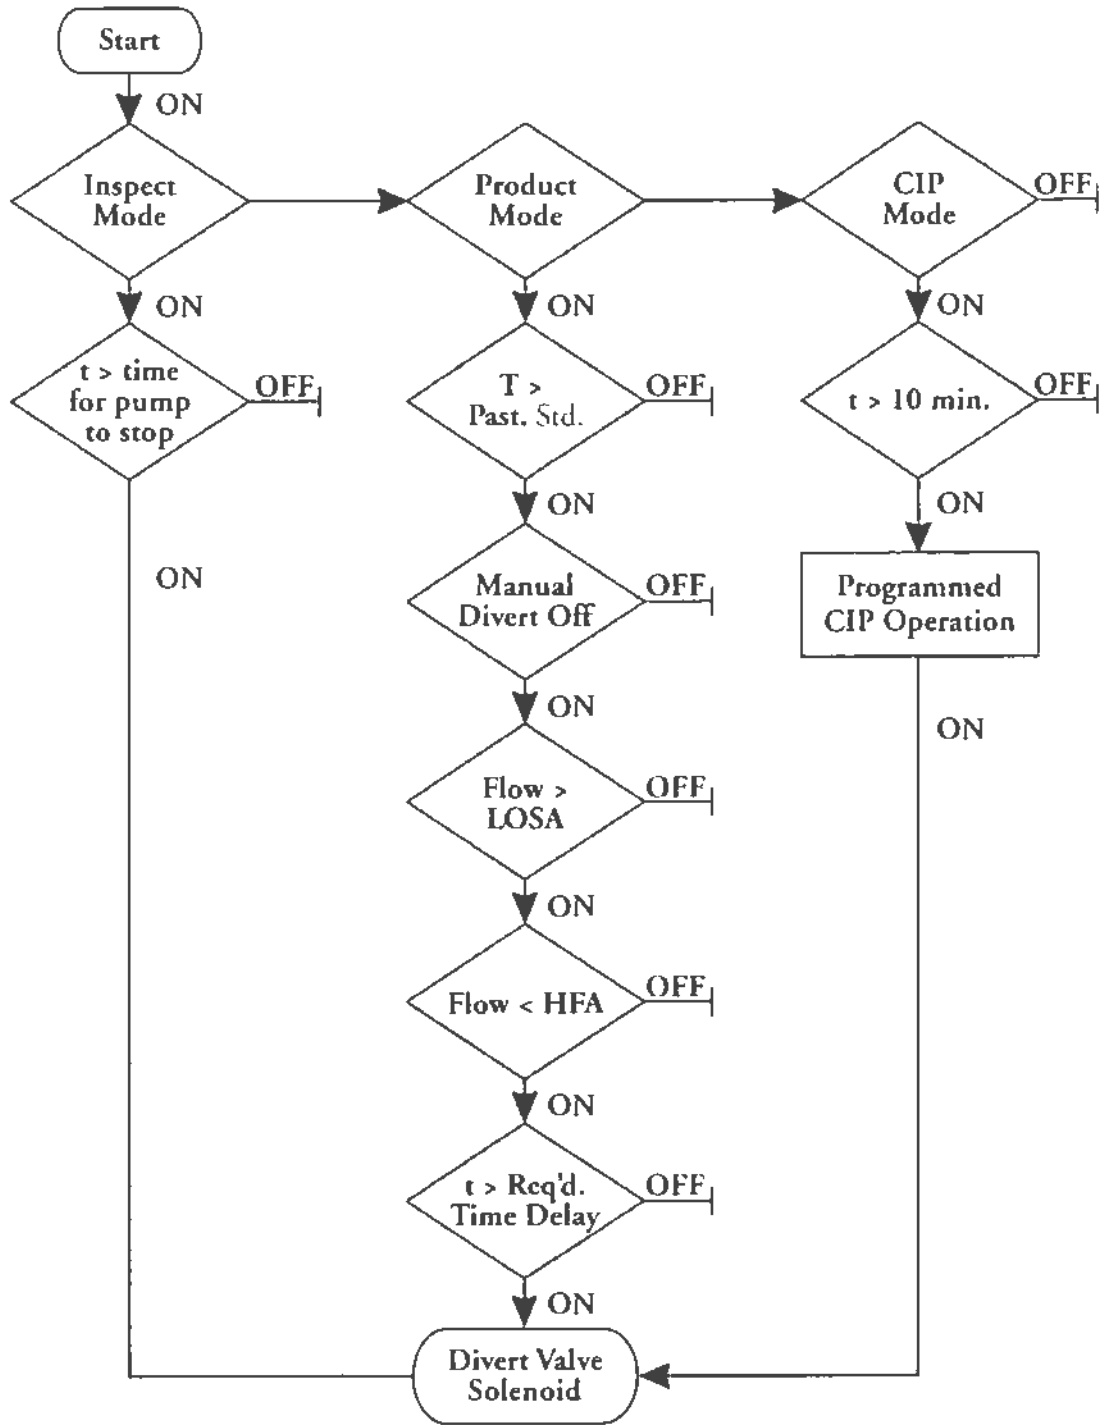 Start
ON
Inspect
Mode
Product
Mode
CIP
Mode
OFF
ON
ON
ON
t > time
for pump
to stop
OFF
T >
Past. Std.
OFF
t > 10 min.
OFF
ON
ON
ON
Manual
Divert Off
OFF
Programmed
CIP Operation
ON
ON
Flow >
LOSA
OFF
ON
Flow < HFA
OFF
ON
t > Req'd.
Time Delay
OFF
ON
Divert Valve
Solenoid